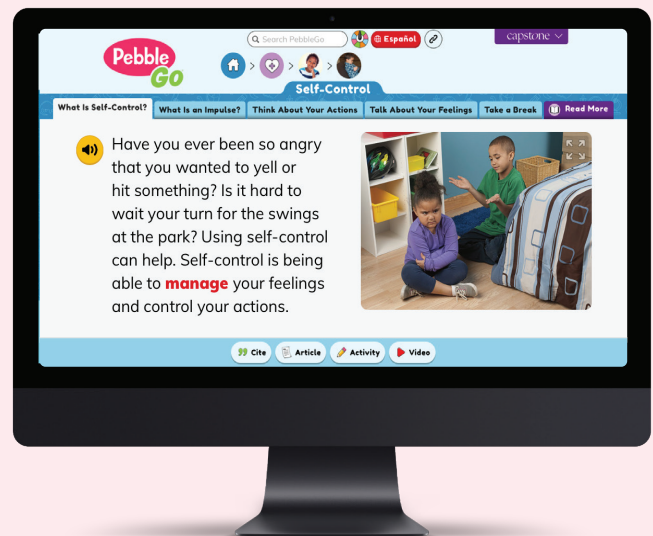 Search PebbleGo
Español
capstone
Pebble
GO
Self-Control
What Is Self-Control?
What Is an Impulse?
Think About Your Actions
Talk About Your Feelings
Take a Break
Read More
Have you ever been so angry
that you wanted to yell or
hit something? Is it hard to
wait your turn for the swings
at the park? Using self-control
can help. Self-control is being
able to manage your feelings
and control your actions.
Cite
Article
Activity
Video